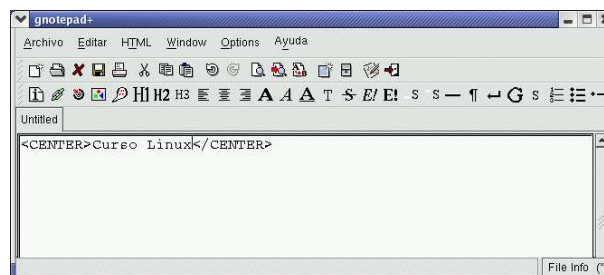 gnotepad+
Archivo Editar HTML Window Options Ayuda
H1 H2 H3 A A A T S E! E! S S G S
Untitled
<CENTER>Curso Linux</CENTER>
File Info